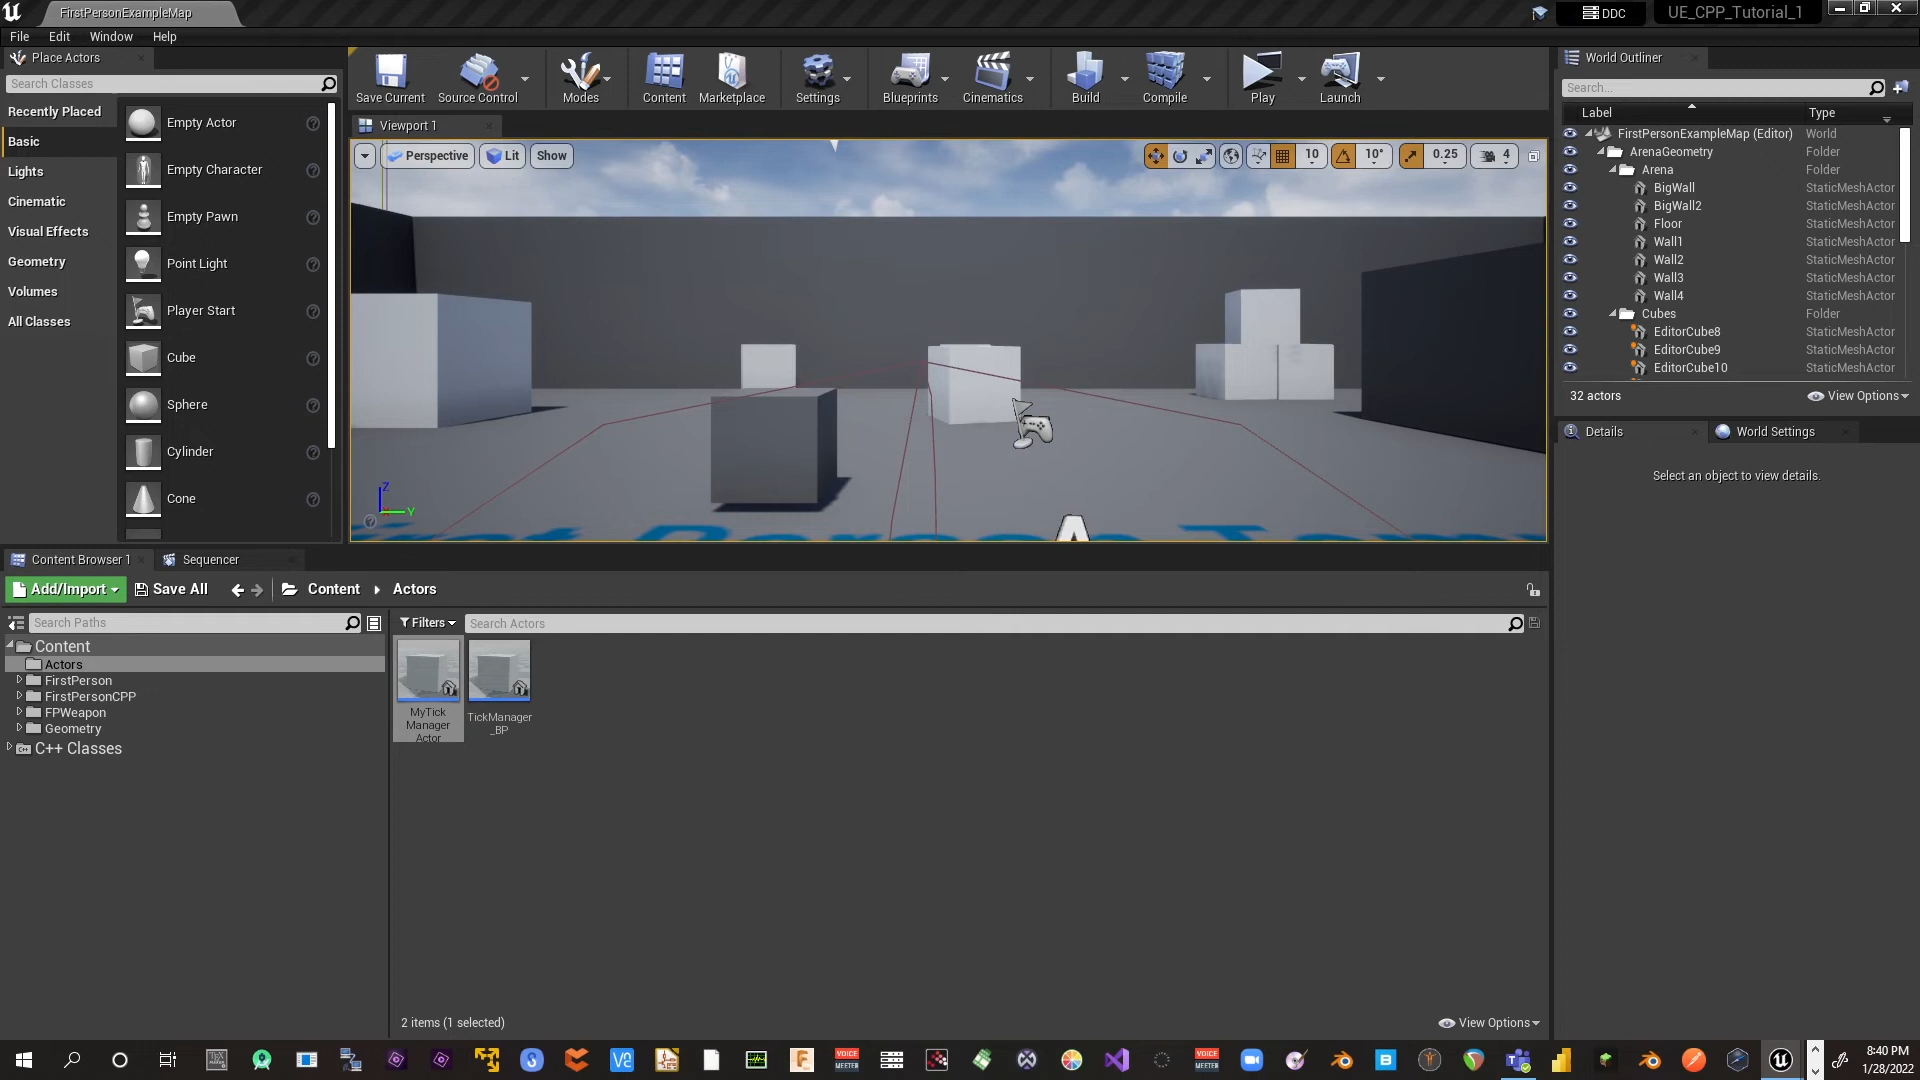 FirstPersonExampleMap
DDC
UE_CPP_Tutorial_1
File Edit Window Help
Place Actors
Search Classes
Recently Placed
Basic
Lights
Cinematic
Visual Effects
Geometry
Volumes
All Classes
Empty Actor
Empty Character
Empty Pawn
Point Light
Player Start
Cube
Sphere
Cylinder
Cone
Save Current
Source Control
Modes
Content
Marketplace
Settings
Blueprints
Cinematics
Build
Compile
Play
Launch
Viewport 1
Perspective
Lit
Show
10
10°
0.25
4
Z
Y
World Outliner
Search...
Label Type
FirstPersonExampleMap (Editor) World
ArenaGeometry Folder
Arena Folder
BigWall StaticMeshActor
BigWall2 StaticMeshActor
Floor StaticMeshActor
Wall1 StaticMeshActor
Wall2 StaticMeshActor
Wall3 StaticMeshActor
Wall4 StaticMeshActor
Cubes Folder
EditorCube8 StaticMeshActor
EditorCube9 StaticMeshActor
EditorCube10 StaticMeshActor
32 actors
View Options
Details
World Settings
Select an object to view details.
Content Browser 1
Sequencer
Add/Import
Save All
Content
Actors
Search Paths
Content
Actors
FirstPerson
FirstPersonCPP
FPWeapon
Geometry
C++ Classes
Filters
Search Actors
MyTick
Manager
Actor
TickManager
_BP
2 items (1 selected)
View Options
VOICE
MEETER
VOICE
MEETER
8:40 PM
1/28/2022